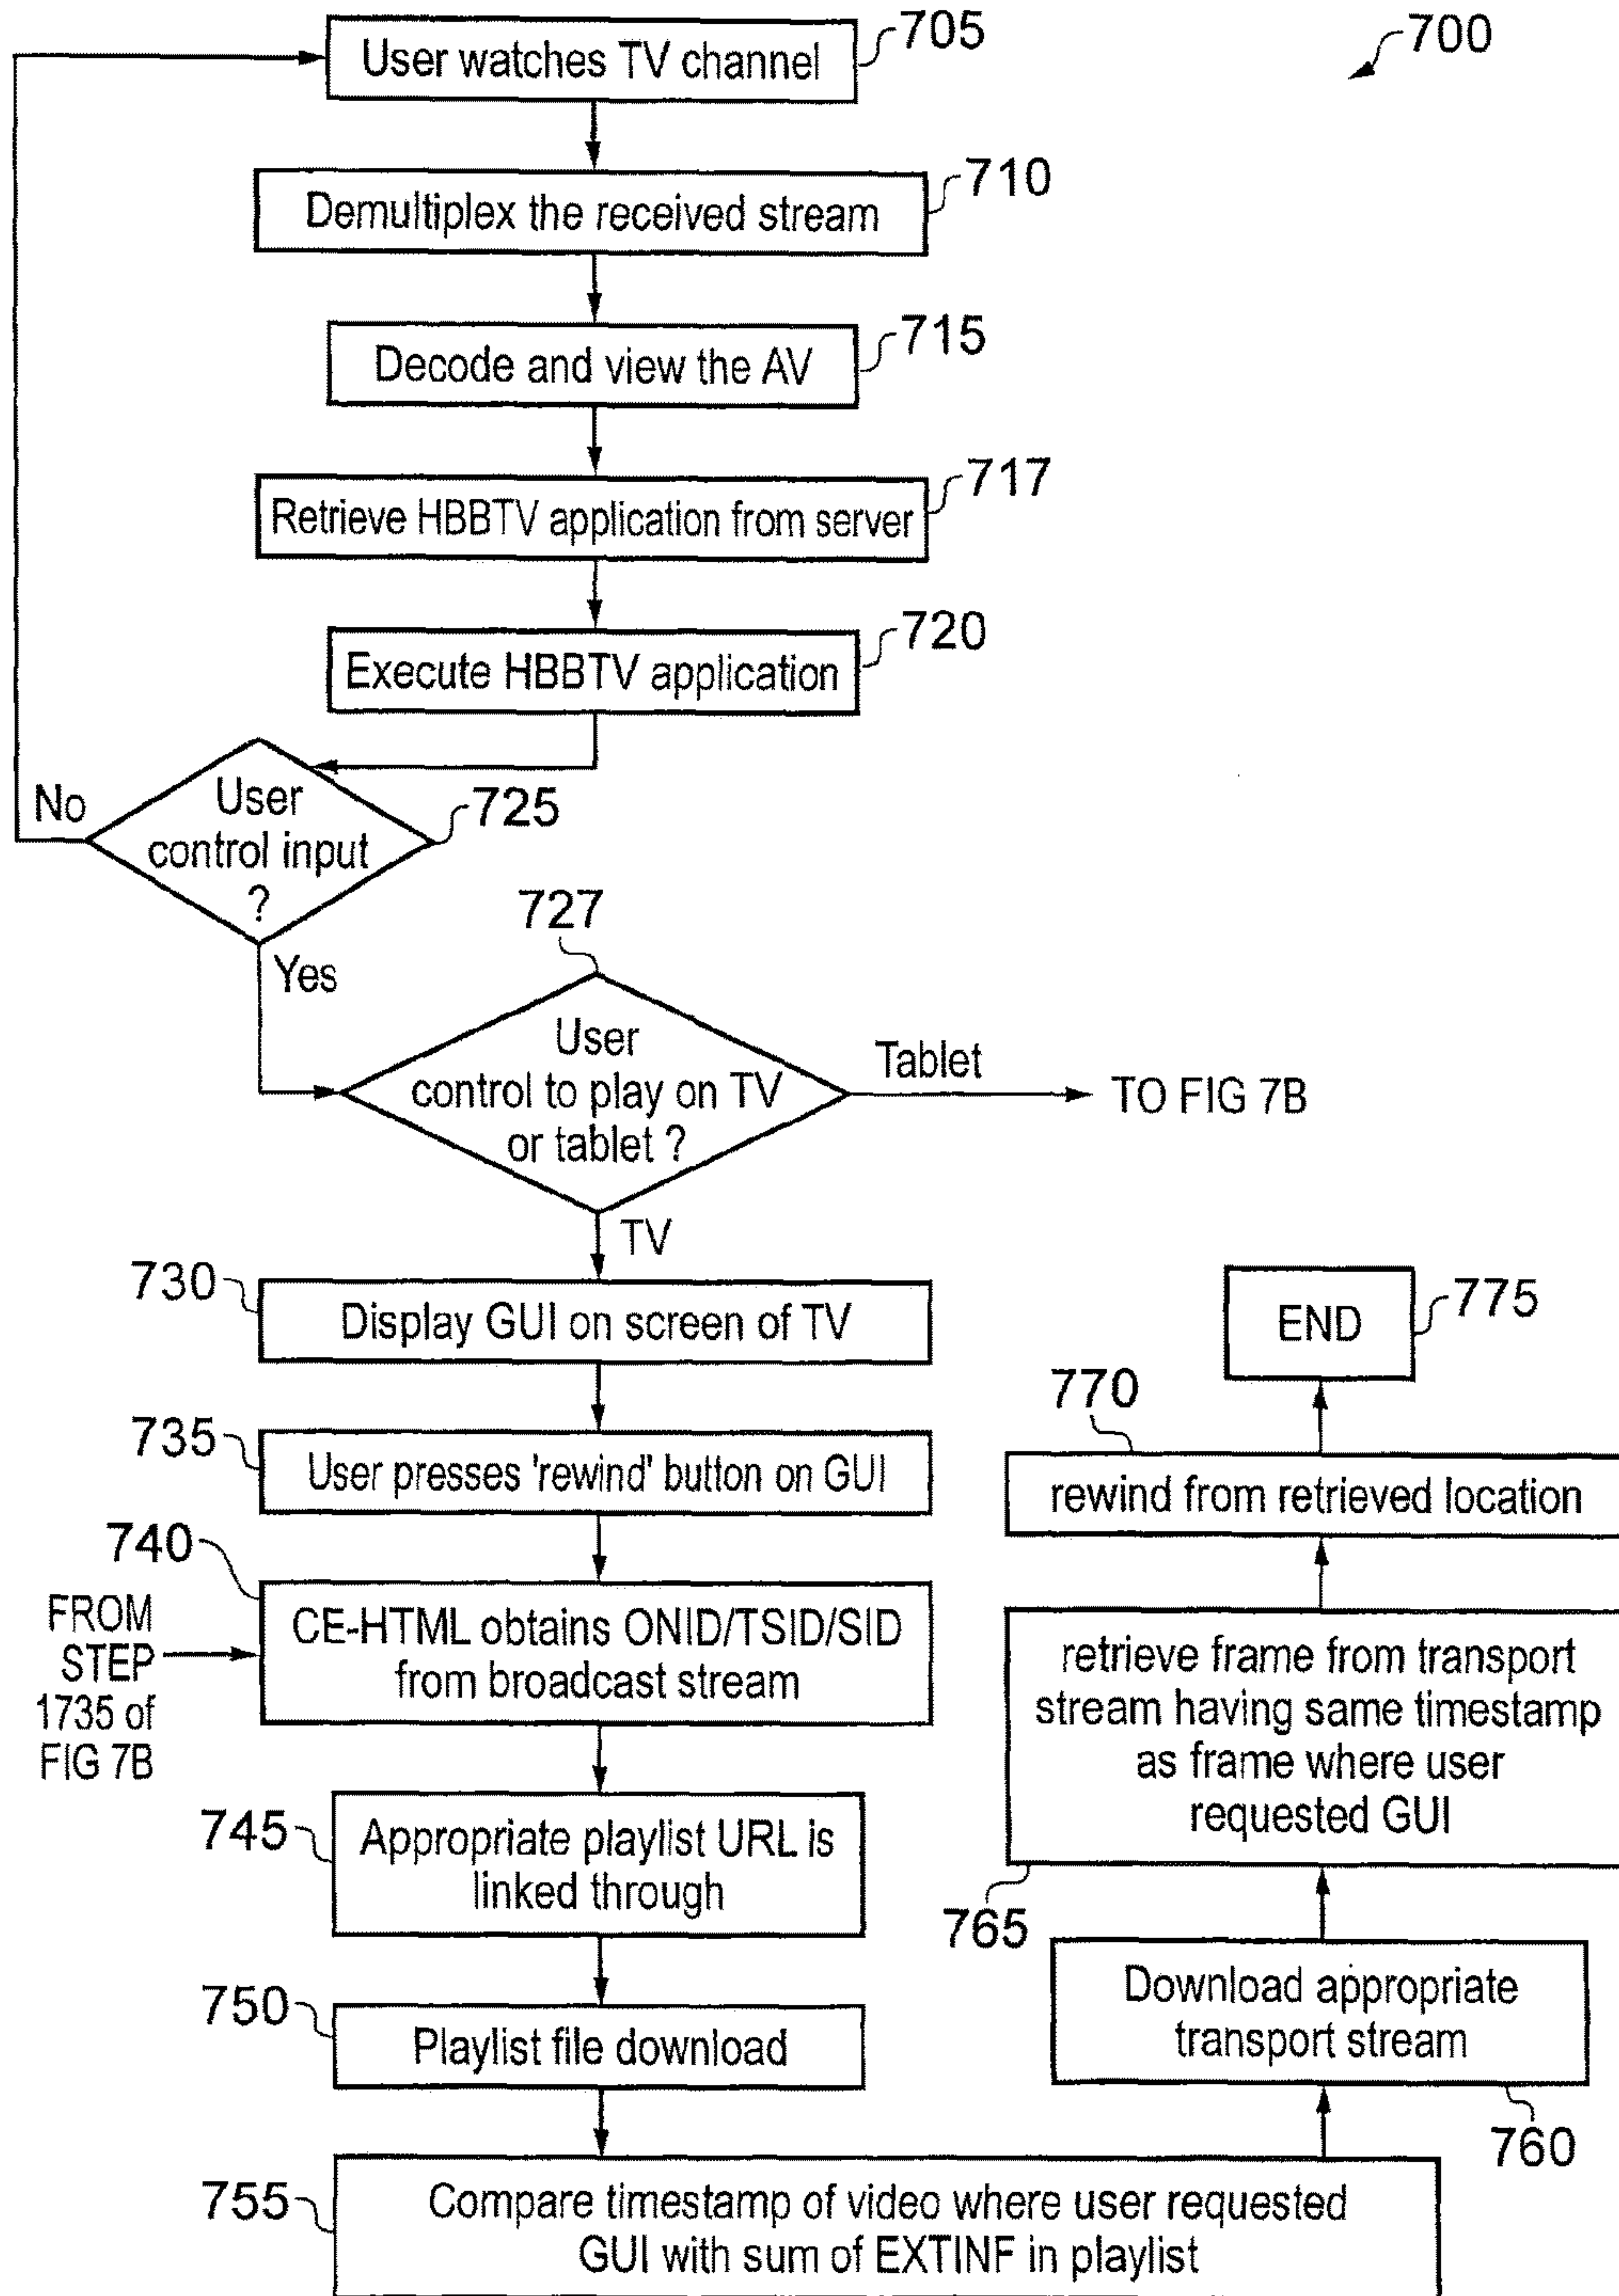 700
User watches TV channel
705
Demultiplex the received stream
710
Decode and view the AV
715
Retrieve HBBTV application from server
717
Execute HBBTV application
720
User
control input
?
725
No
Yes
727
User
control to play on TV
or tablet ?
Tablet
TO FIG 7B
TV
730
Display GUI on screen of TV
735
User presses 'rewind' button on GUI
740
FROM
STEP
1735 of
FIG 7B
CE-HTML obtains ONID/TSID/SID
from broadcast stream
745
Appropriate playlist URL is
linked through
750
Playlist file download
755
Compare timestamp of video where user requested
GUI with sum of EXTINF in playlist
760
Download appropriate
transport stream
765
retrieve frame from transport
stream having same timestamp
as frame where user
requested GUI
770
rewind from retrieved location
END
775